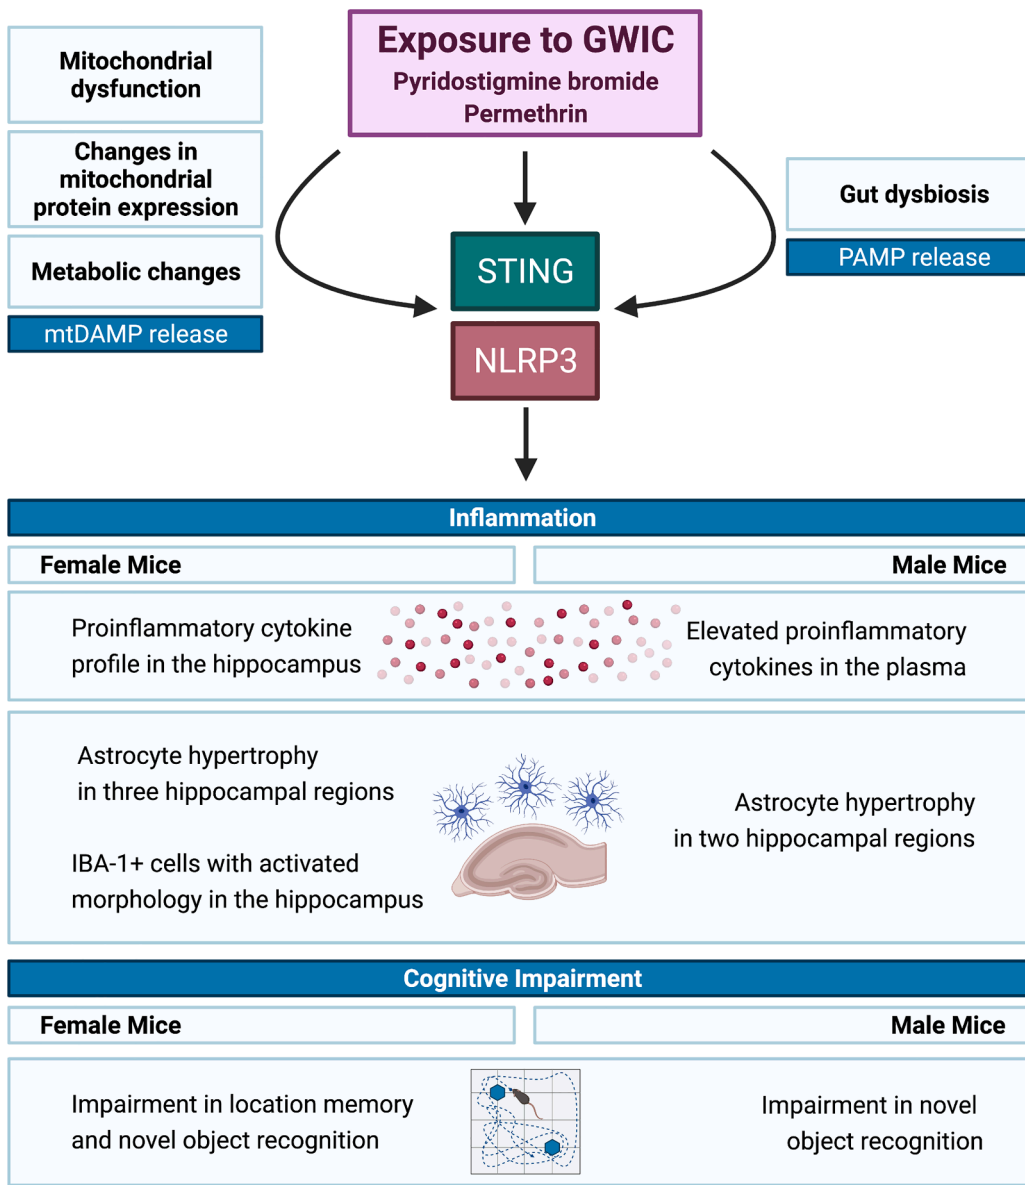 Exposure to GWIC
Pyridostigmine bromide
Permethrin
Mitochondrial
dysfunction
Changes in
mitochondrial
protein expression
Metabolic changes
mtDAMP release
Gut dysbiosis
PAMP release
STING
NLRP3
Inflammation
Female Mice
Male Mice
Proinflammatory cytokine
profile in the hippocampus
Elevated proinflammatory
cytokines in the plasma
Astrocyte hypertrophy
in three hippocampal regions
IBA-1+ cells with activated
morphology in the hippocampus
Astrocyte hypertrophy
in two hippocampal regions
Cognitive Impairment
Female Mice
Male Mice
Impairment in location memory
and novel object recognition
Impairment in novel
object recognition